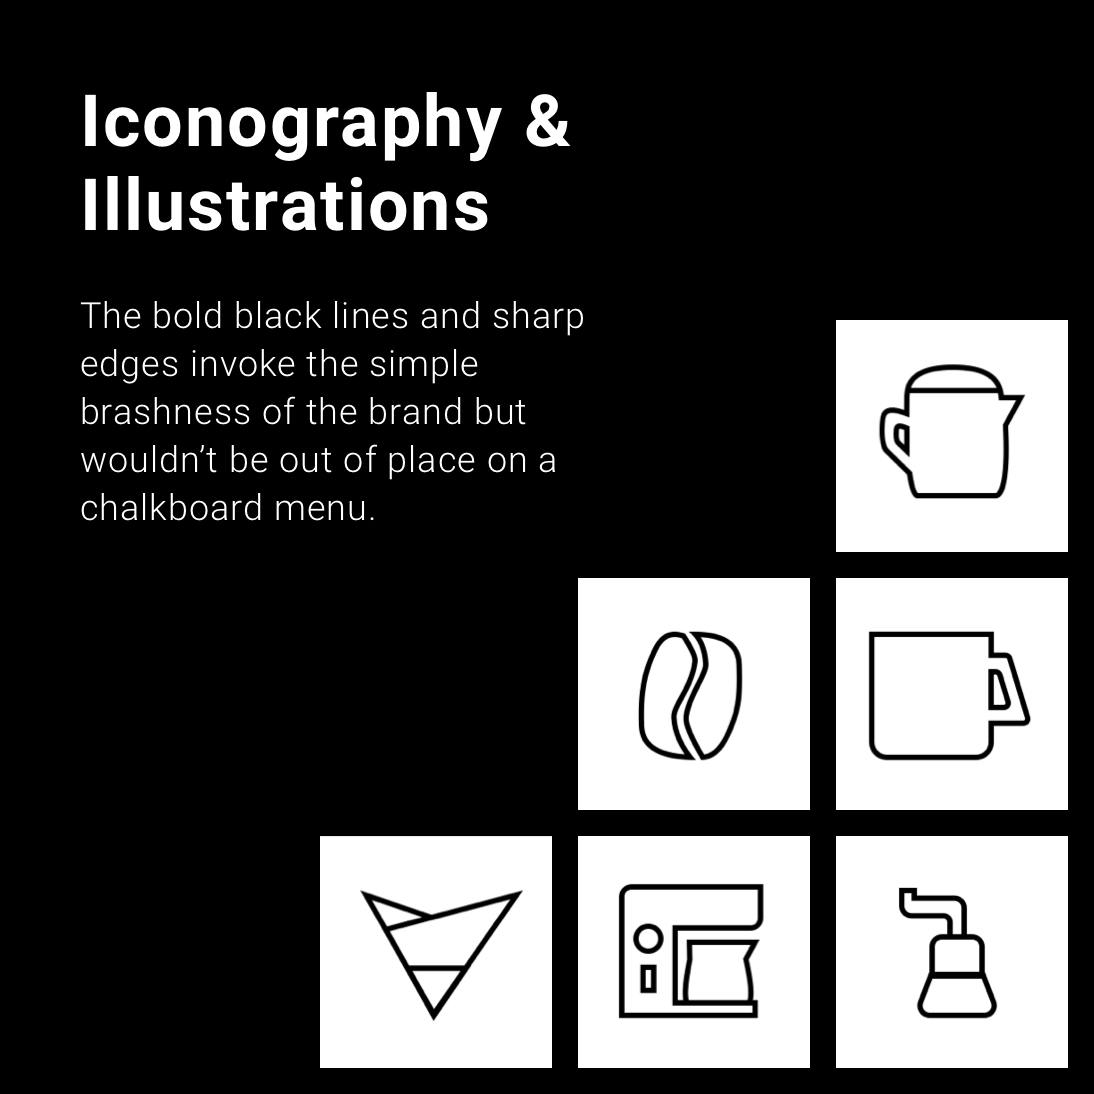 Iconography &
Illustrations
The bold black lines and sharp
edges invoke the simple
brashness of the brand but
wouldn’t be out of place on a
chalkboard menu.